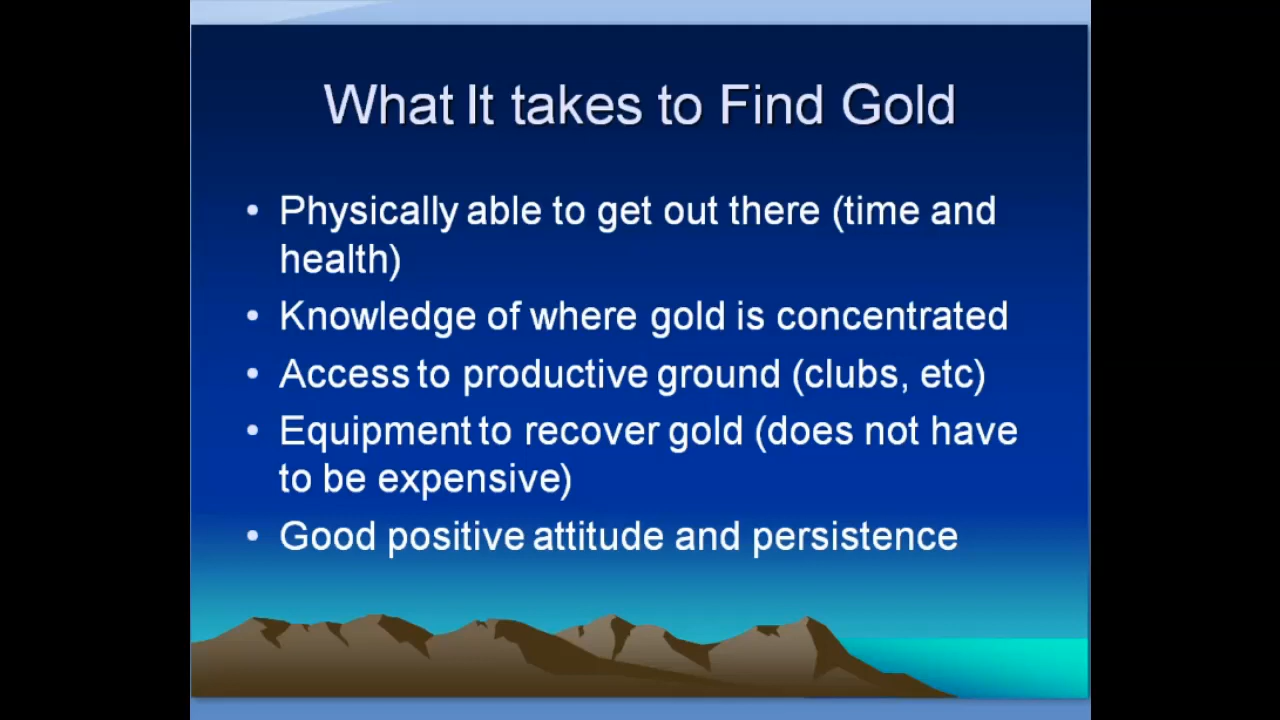 What It takes to Find Gold
• Physically able to get out there (time and
health)
• Knowledge of where gold is concentrated
• Access to productive ground (clubs, etc)
• Equipment to recover gold (does not have
to be expensive)
• Good positive attitude and persistence